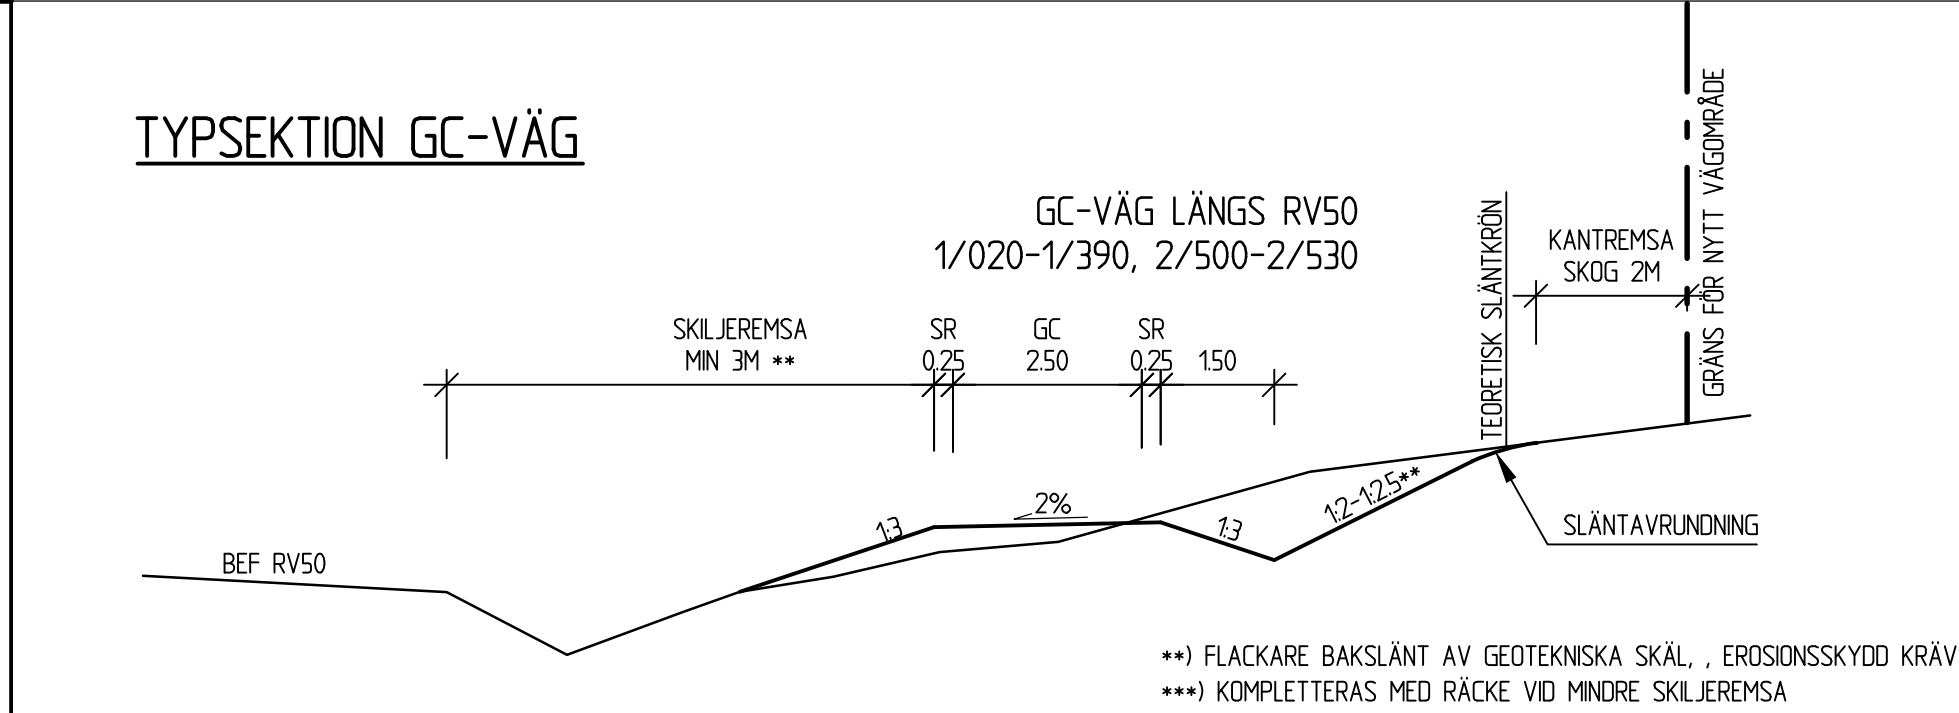 TYPSEKTION GC-VÄG
GC-VÄG LÄNGS RV50
1/020-1/390, 2/500-2/530
SKILJEREMSA
MIN 3M **
SR
0.25
GC
2.50
SR
0.25
1.50
TEORETISK SLÄNTKRÖN
KANTREMSA
SKOG 2M
GRÄNS FÖR NYTT VÄGOMRÅDE
BEF RV50
1:3
2%
1:3
1:2-1:2.5**
SLÄNTAVRUNDNING
**) FLACKARE BAKSLÄNT AV GEOTEKNISKA SKÄL, , EROSIONSSKYDD KRÄV
***) KOMPLETTERAS MED RÄCKE VID MINDRE SKILJEREMSA